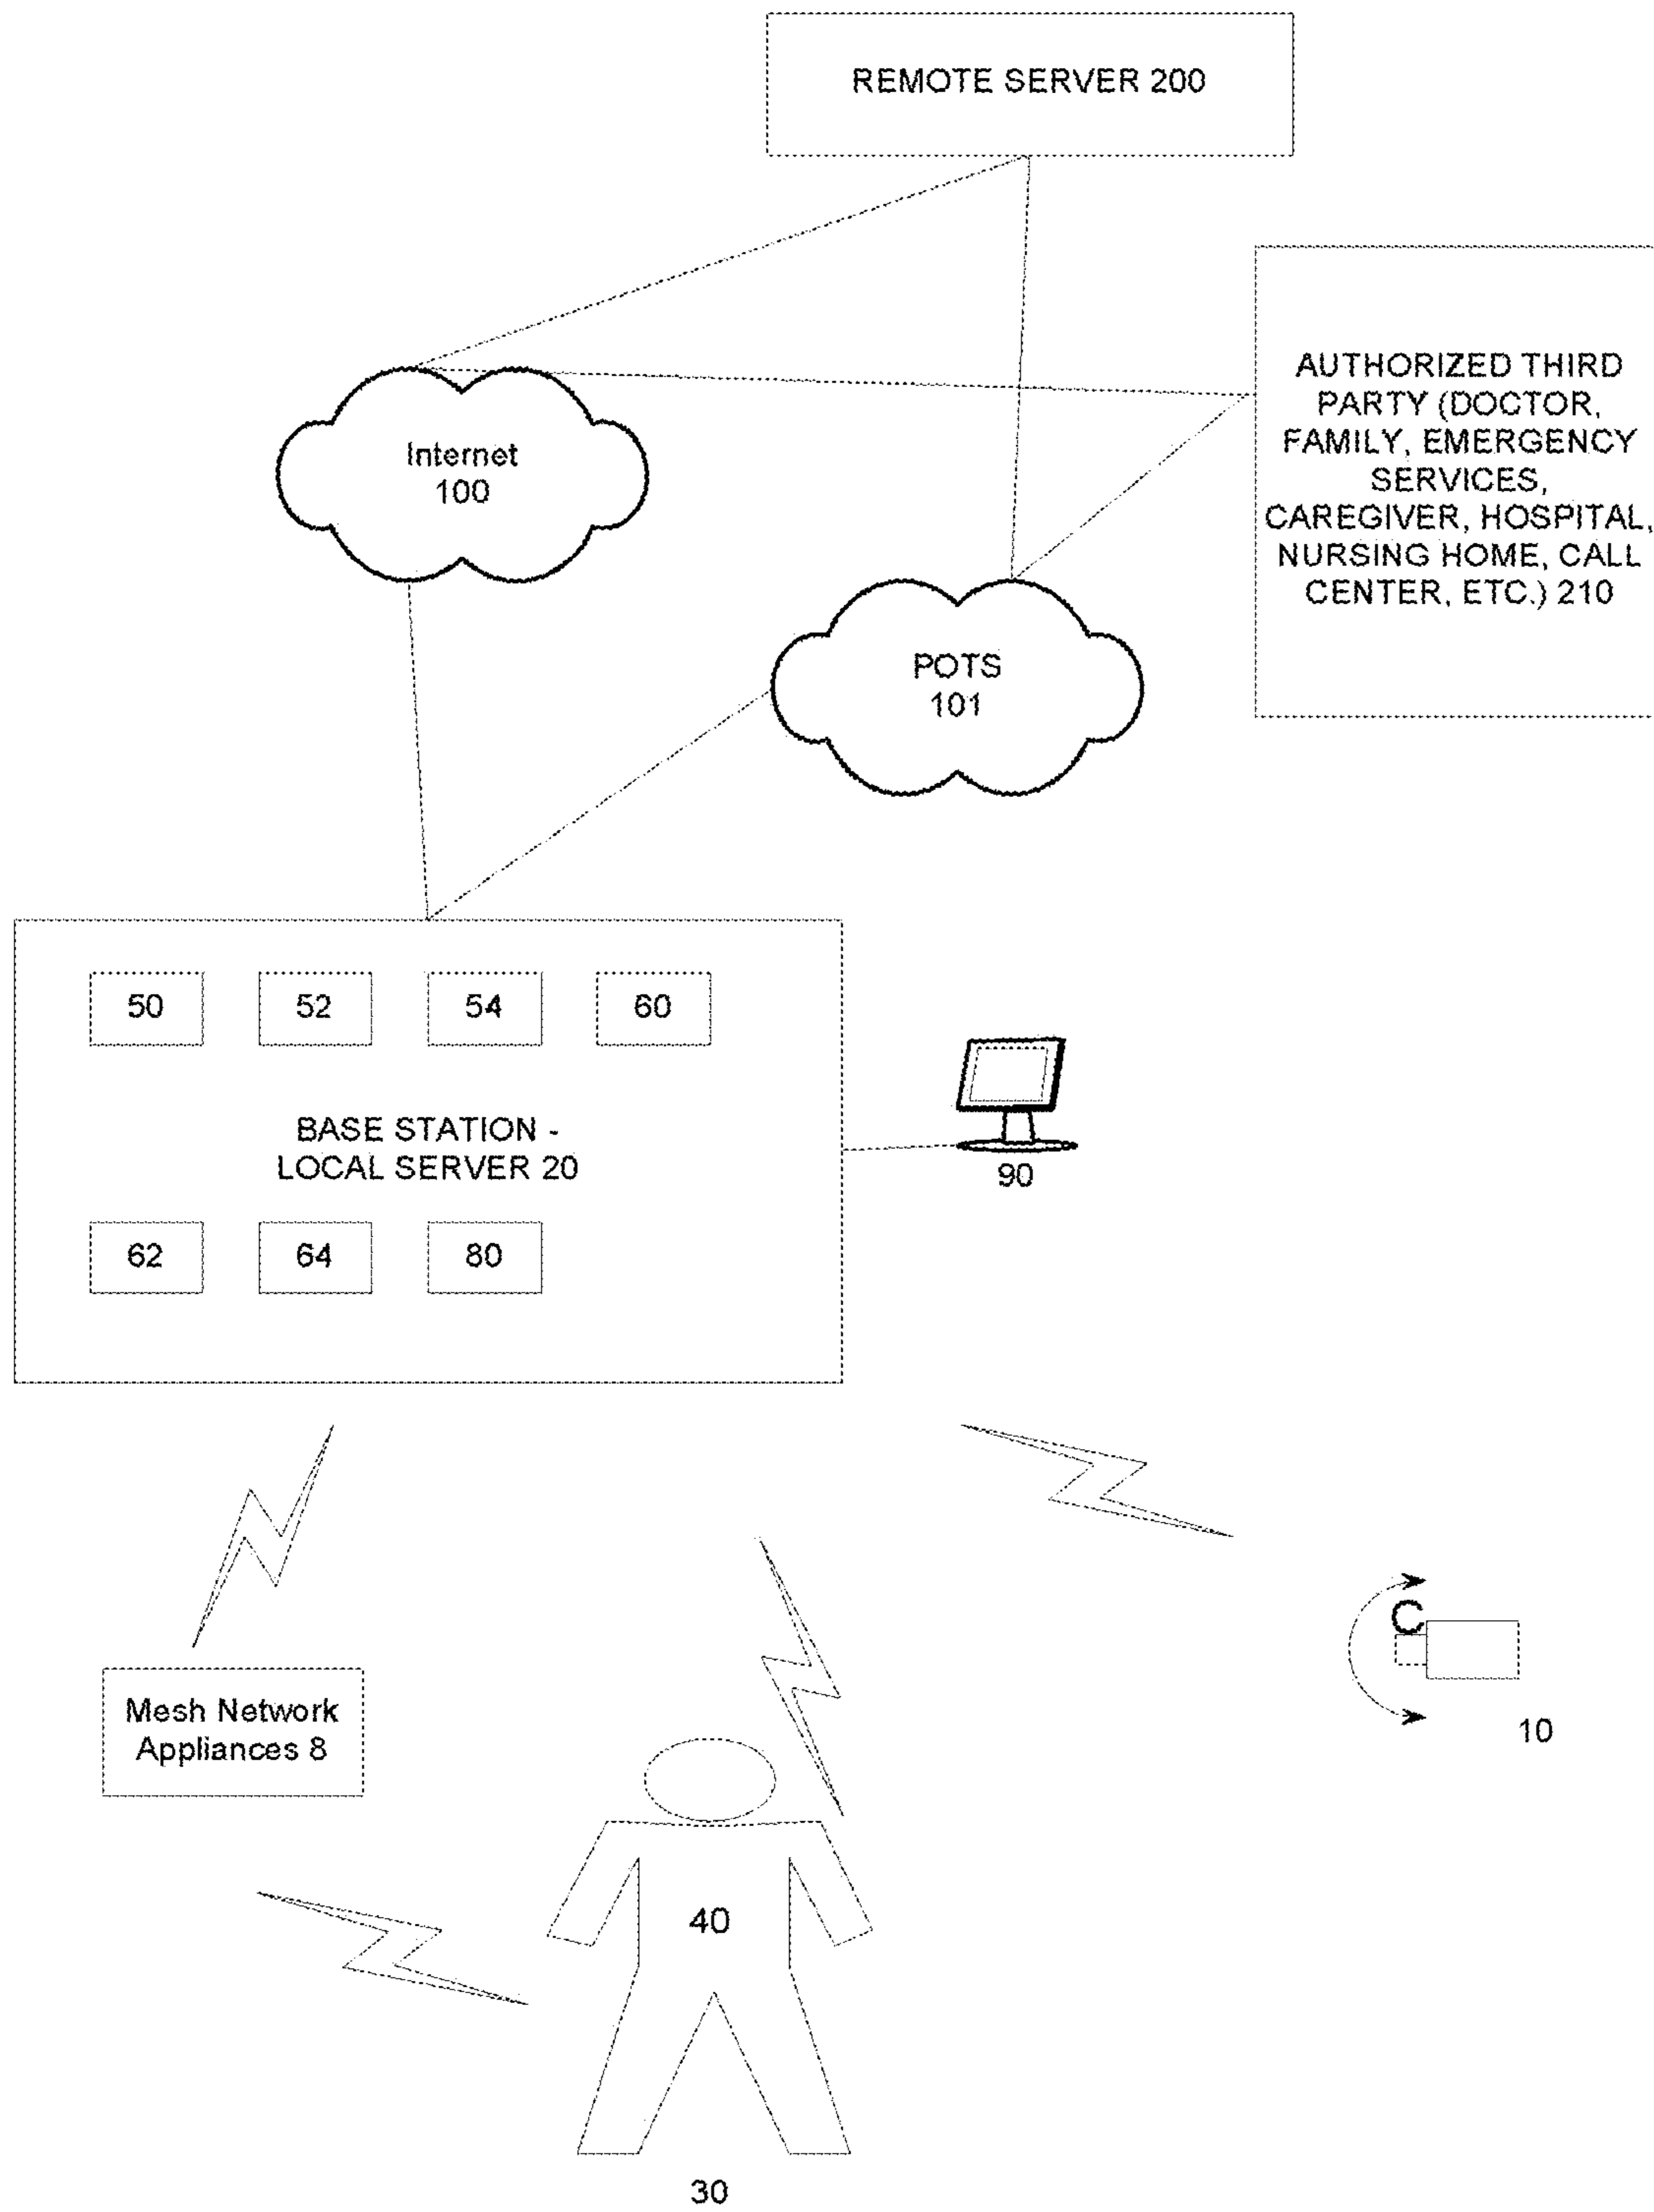 REMOTE SERVER 200
AUTHORIZED THIRD
PARTY (DOCTOR,
FAMILY, EMERGENCY
SERVICES,
CAREGIVER, HOSPITAL,
NURSING HOME, CALL
CENTER, ETC.) 210
Internet
100
POTS
101
50
52
54
60
BASE STATION -
LOCAL SERVER 20
90
62
64
80
C
10
Mesh Network
Appliances 8
40
30